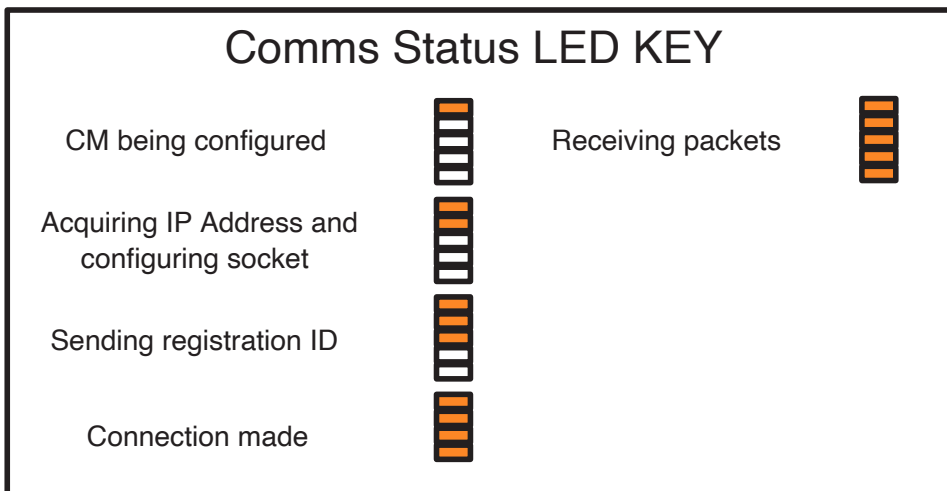 Comms Status LED KEY
CM being configured
Receiving packets
Acquiring IP Address and
configuring socket
Sending registration ID
Connection made